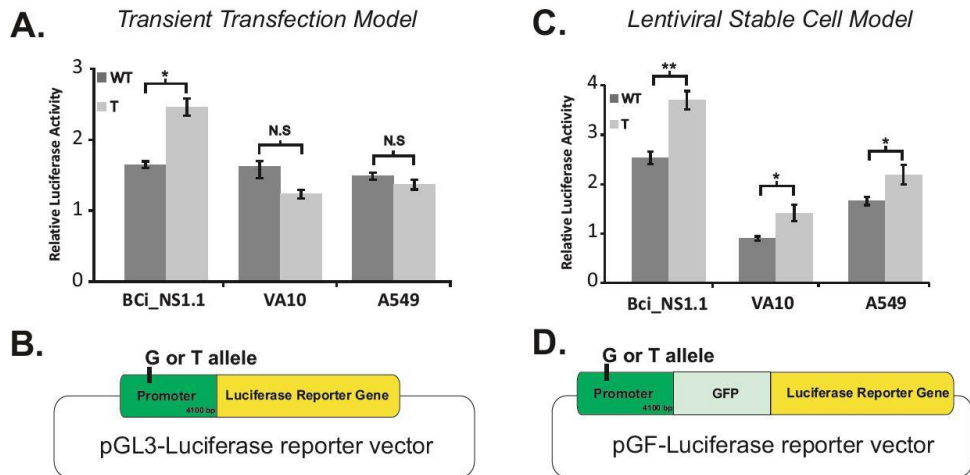 A.
Transient Transfection Model
Relative Luciferase Activity
3
2
1
0
WT
T
*
N.S
N.S
BCi_NS1.1
VA10
A549
B.
G or T allele
Promoter
4100 bp
Luciferase Reporter Gene
pGL3-Luciferase reporter vector
C.
Lentiviral Stable Cell Model
Relative Luciferase Activity
4
3
2
1
0
WT
T
**
*
*
Bci_NS1.1
VA10
A549
D.
G or T allele
Promoter
4100 bp
GFP
Luciferase Reporter Gene
pGF-Luciferase reporter vector